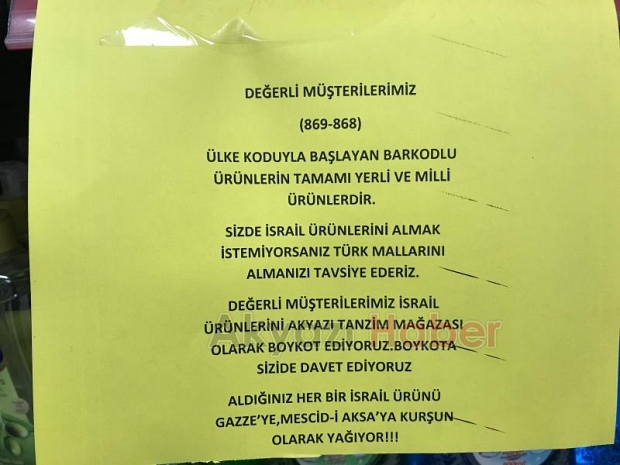 DEĞERLİ MÜŞTERİLERİMİZ
(869-868)
ÜLKE KODUYLA BAŞLAYAN BARKODLU
ÜRÜNLERİN TAMAMI YERLİ VE MİLLİ
ÜRÜNLERDİR.
SİZDE İSRAİL ÜRÜNLERİNİ ALMAK
İSTEMİYORSANIZ TÜRK MALLARINI
ALMANIZI TAVSİYE EDERİZ.
DEĞERLİ MÜŞTERİLERİMİZ İSRAİL
ÜRÜNLERİNİ AKYAZI TANZİM MAĞAZASI
OLARAK BOYKOT EDİYORUZ.BOYKOTA
SİZİDE DAVET EDİYORUZ
ALDIĞINIZ HER BİR İSRAİL ÜRÜNÜ
GAZZE'YE,MESCİD-İ AKSA'YA KURŞUN
OLARAK YAĞIYOR!!!
Akyazı Haber